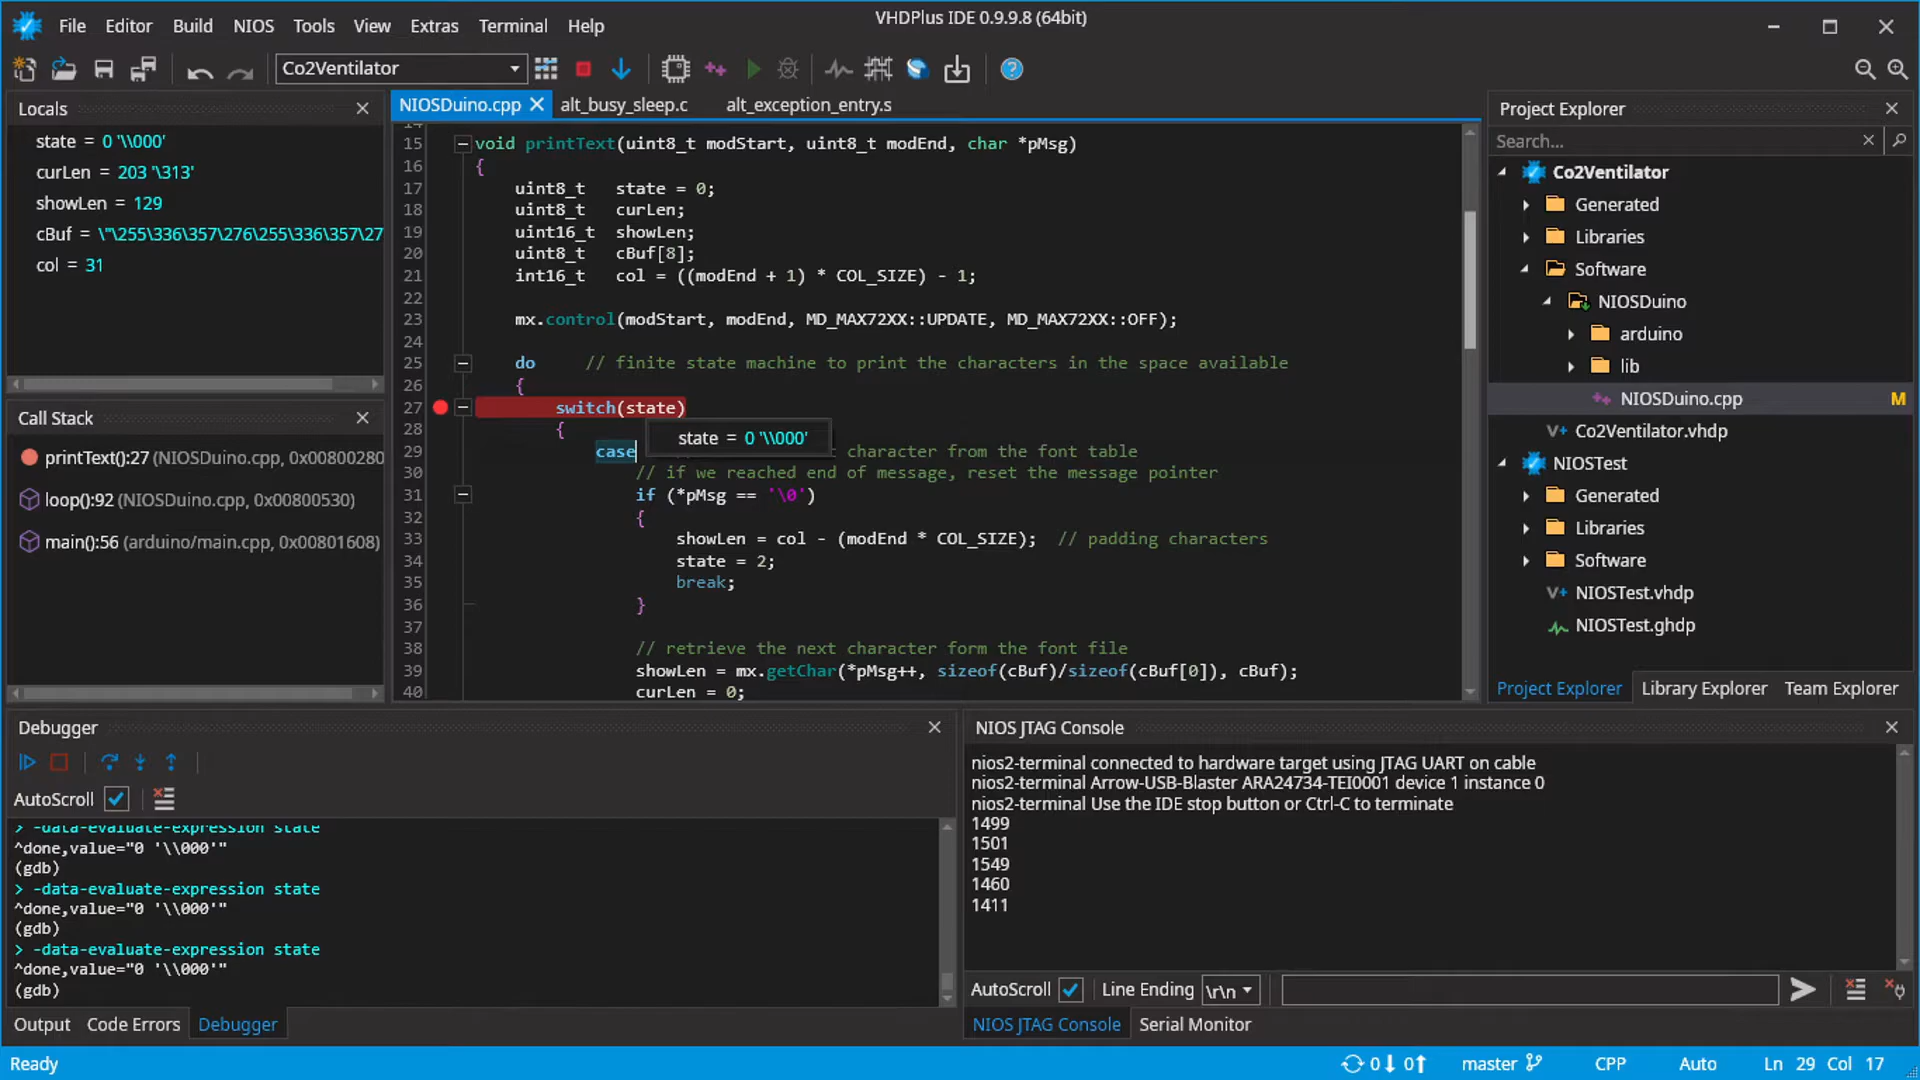 File Editor Build NIOS Tools View Extras Terminal Help
VHDPlus IDE 0.9.9.8 (64bit)
Co2Ventilator
Locals
state = 0 '\\000'
curLen = 203 '\313'
showLen = 129
cBuf = \"\255\336\357\276\255\336\357\27
col = 31
Call Stack
printText():27 (NIOSDuino.cpp, 0x00800280
loop():92 (NIOSDuino.cpp, 0x00800530)
main():56 (arduino/main.cpp, 0x00801608)
NIOSDuino.cpp alt_busy_sleep.c alt_exception_entry.s
14
15 void printText(uint8_t modStart, uint8_t modEnd, char *pMsg)
16 {
17 uint8_t state = 0;
18 uint8_t curLen;
19 uint16_t showLen;
20 uint8_t cBuf[8];
21 int16_t col = ((modEnd + 1) * COL_SIZE) - 1;
22
23 mx.control(modStart, modEnd, MD_MAX72XX::UPDATE, MD_MAX72XX::OFF);
24
25 do // finite state machine to print the characters in the space available
26 {
27 switch(state)
28 {
state = 0 '\\000'
29 case character from the font table
30 // if we reached end of message, reset the message pointer
31 if (*pMsg == '\0')
32 {
33 showLen = col - (modEnd * COL_SIZE); // padding characters
34 state = 2;
35 break;
36 }
37
38 // retrieve the next character form the font file
39 showLen = mx.getChar(*pMsg++, sizeof(cBuf)/sizeof(cBuf[0]), cBuf);
40 curLen = 0;
Project Explorer
Search...
Co2Ventilator
Generated
Libraries
Software
NIOSDuino
arduino
lib
NIOSDuino.cpp M
Co2Ventilator.vhdp
NIOSTest
Generated
Libraries
Software
NIOSTest.vhdp
NIOSTest.ghdp
Project Explorer Library Explorer Team Explorer
Debugger
AutoScroll
> -data-evaluate-expression state
^done,value="0 '\\000'"
(gdb)
> -data-evaluate-expression state
^done,value="0 '\\000'"
(gdb)
> -data-evaluate-expression state
^done,value="0 '\\000'"
(gdb)
Output Code Errors Debugger
NIOS JTAG Console
nios2-terminal connected to hardware target using JTAG UART on cable
nios2-terminal Arrow-USB-Blaster ARA24734-TEI0001 device 1 instance 0
nios2-terminal Use the IDE stop button or Ctrl-C to terminate
1499
1501
1549
1460
1411
AutoScroll Line Ending \r\n
NIOS JTAG Console Serial Monitor
Ready
0 0 master CPP Auto Ln 29 Col 17